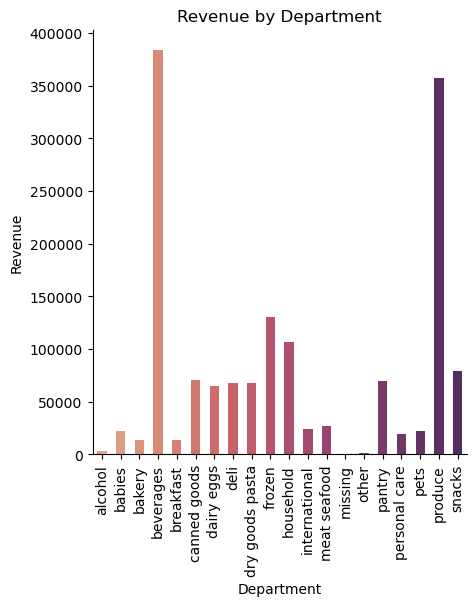 Revenue by Department
400000
350000
300000
250000
200000
150000
100000
50000
0
Revenue
alcohol
babies
bakery
beverages
breakfast
canned goods
dairy eggs
deli
dry goods pasta
frozen
household
international
meat seafood
missing
other
pantry
personal care
pets
produce
snacks
Department